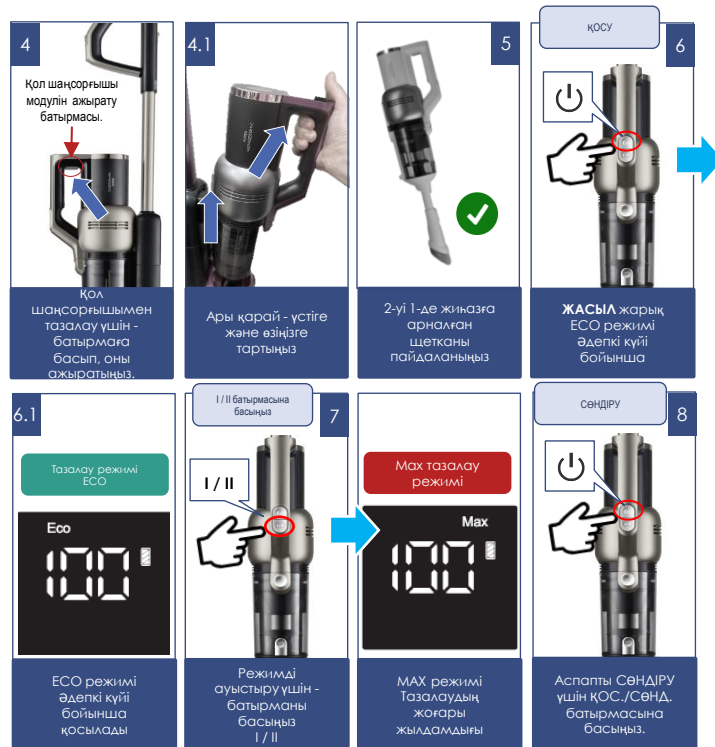 4
Қол шаңсорғышы
модулін ажырату
батырмасы.
Қол
шаңсорғышымен
тазалау үшін -
батырмаға
басып, оны
ажыратыңыз.
4.1
Ары қарай - үстіге
және өзіңізге
тартыңыз
5
2-уі 1-де жиһазға
арналған
щетканы
пайдаланыңыз
ҚОСУ
6
ЖАСЫЛ жарық
ECO режимі
Әдепкі күйі
бойынша
6.1
Тазалау режимі
ECO
Eco
100
ECO режимі
Әдепкі күйі
бойынша
қосылады
I / II батырмасына
басыңыз
7
I / II
Режимді
ауыстыру үшін -
батырманы
басыңыз
I / II
Max тазалау
режимі
Max
100
MAX режимі
Тазалаудың
жоғары
жылдамдығы
СӨНДІРУ
8
Аспапты СӨНДІРУ
үшін ҚОС./СӨНД.
батырмасына
басыңыз.